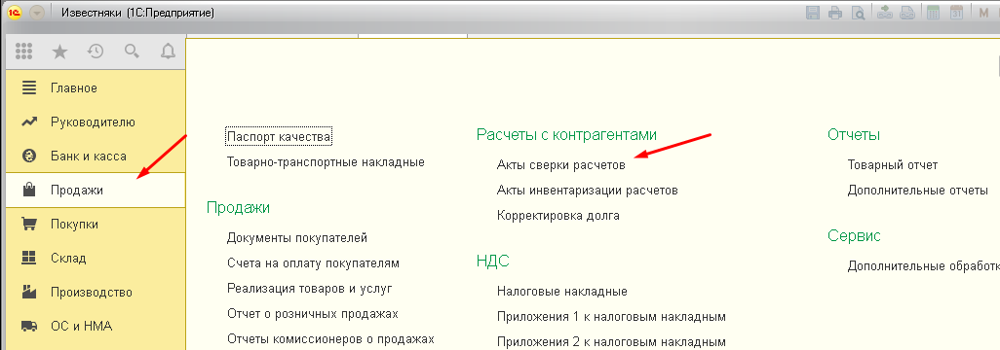 1С Известняки (1С:Предприятие)
31 M
Главное
Руководителю
Банк и касса
Продажи
Покупки
Склад
Производство
ОС и НМА
Паспорт качества
Товарно-транспортные накладные
Продажи
Документы покупателей
Счета на оплату покупателям
Реализация товаров и услуг
Отчет о розничных продажах
Отчеты комиссионеров о продажах
Расчеты с контрагентами
Акты сверки расчетов
Акты инвентаризации расчетов
Корректировка долга
НДС
Налоговые накладные
Приложения 1 к налоговым накладным
Приложения 2 к налоговым накладным
Отчеты
Товарный отчет
Дополнительные отчеты
Сервис
Дополнительные обработк